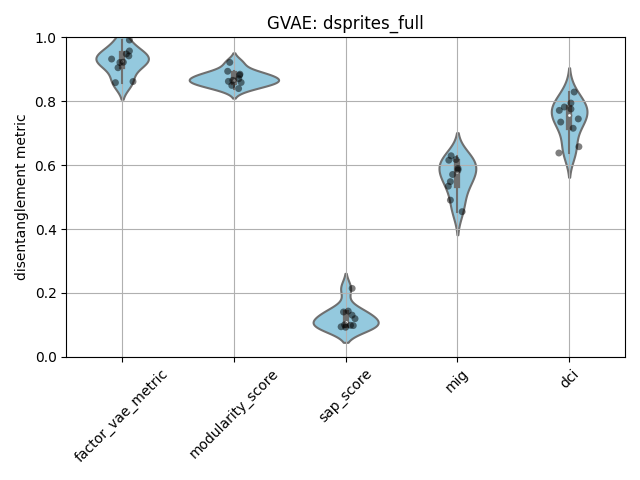 GVAE: dsprites_full
disentanglement metric
1.0
0.8
0.6
0.4
0.2
0.0
factor_vae_metric
modularity_score
sap_score
mig
dci